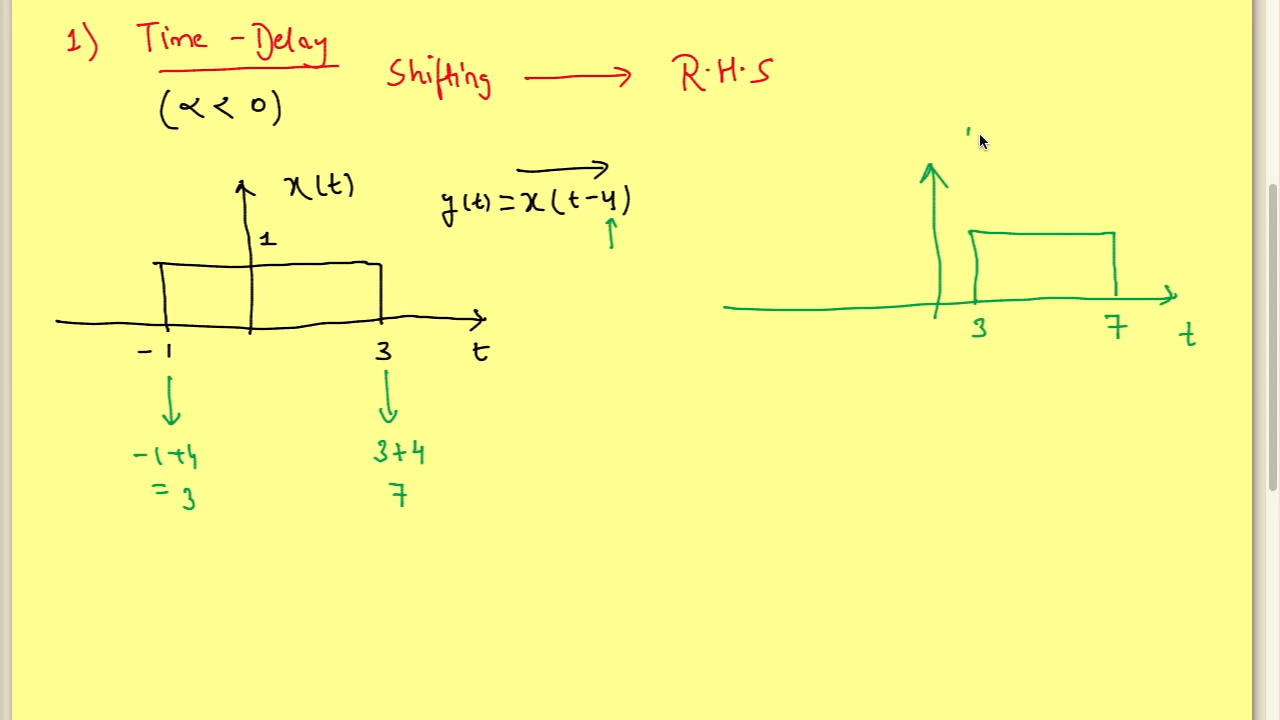 1) Time - Delay
Shifting → R.H.S
(α < 0)
x(t)
y(t) = x(t-4)
1
-1 3 t
3 7 t
-1+4 3+4
= 3 7